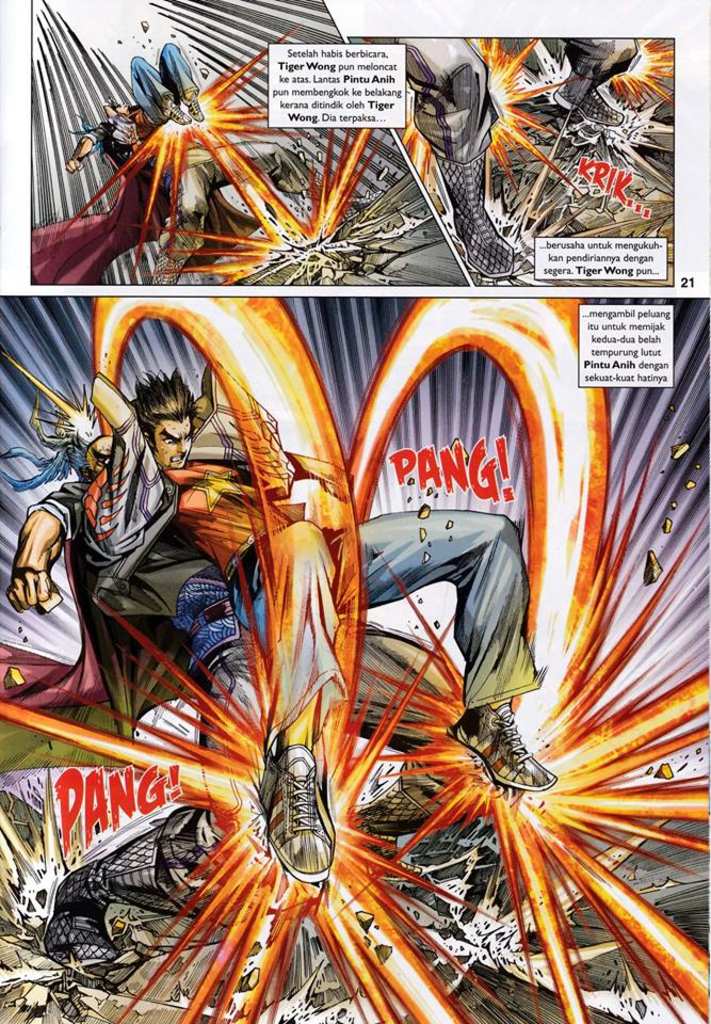 Setelah habis berbicara,
Tiger Wong pun meloncat
ke atas. Lantas Pintu Anih
pun membengkok ke belakang
kerana ditindik oleh Tiger
Wong. Dia terpaksa...
KRIK...
...berusaha untuk mengukuh-
kan pendiriannya dengan
segera. Tiger Wong pun...
21
...mengambil peluang
itu untuk memijak
kedua-dua belah
tempurung lutut
Pintu Anih dengan
sekuat-kuat hatinya
PANG!
PANG!